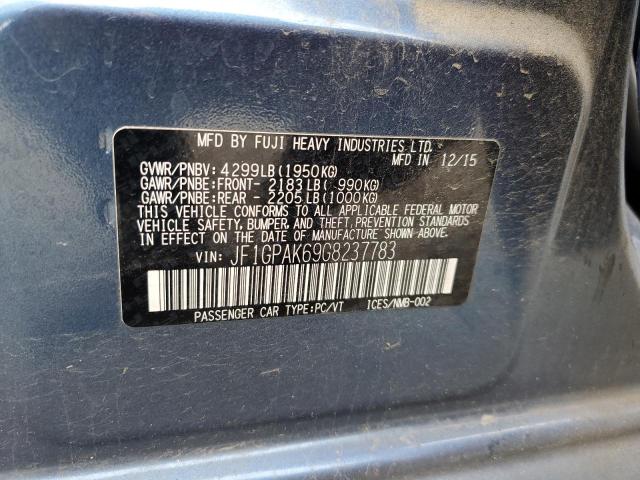 MFD BY FUJI HEAVY INDUSTRIES LTD.
MFD IN 12/15
GVWR/PNBV: 4299LB(1950KG)
GAWR/PNBE:FRONT- 2183LB( 990KG)
GAWR/PNBE:REAR - 2205LB(1000KG)
THIS VEHICLE CONFORMS TO ALL APPLICABLE FEDERAL MOTOR
VEHICLE SAFETY, BUMPER, AND THEFT PREVENTION STANDARDS
IN EFFECT ON THE DATE OF MANUFACTURE SHOWN ABOVE.
VIN: JF1GPAK69G8237783
PASSENGER CAR TYPE:PC/VT ICES/NMB-002